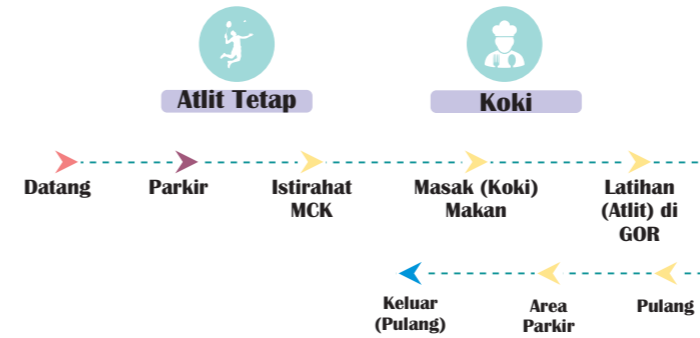 Atlit Tetap
Koki
Datang
Parkir
Istirahat
MCK
Masak (Koki)
Makan
Latihan
(Atlit) di
GOR
Keluar
(Pulang)
Area
Parkir
Pulang